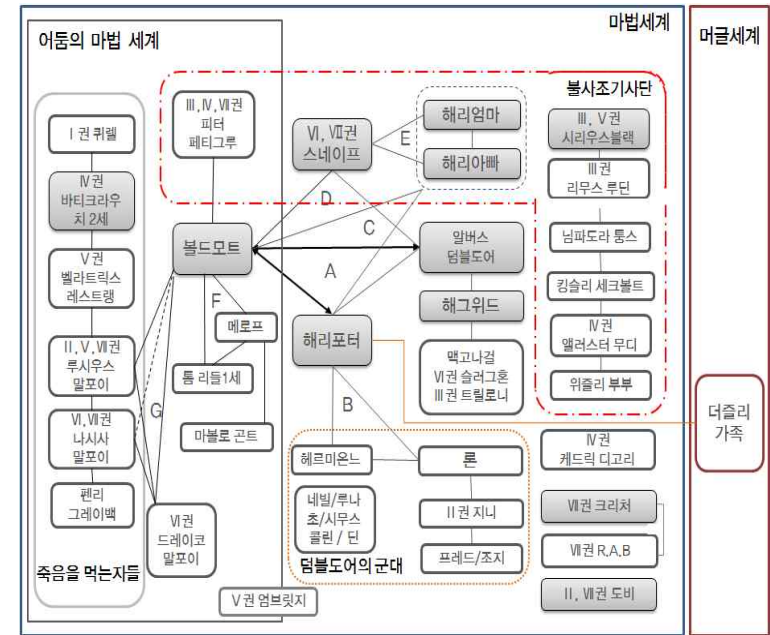 마법세계
머글세계
어둠의 마법 세계
불사조기사단
Ⅰ권 퀴렐
Ⅳ권
바티크라우
치 2세
Ⅴ권
벨라트릭스
레스트랭
Ⅱ,Ⅴ,Ⅶ권
루시우스
말포이
Ⅵ,Ⅶ권
나시사
말포이
펜리
그레이백
죽음을 먹는자들
Ⅲ,Ⅳ,Ⅶ권
피터
페티그루
볼드모트
F
메로프
톰 리들1세
G
마볼로 곤트
Ⅵ권
드레이코
말포이
Ⅴ권 엄브릿지
Ⅵ, Ⅶ권
스네이프
E
해리엄마
해리아빠
D
C
A
알버스
덤블도어
해그위드
해리포터
맥고나걸
Ⅵ권 슬러그혼
Ⅲ권 트릴로니
B
헤르미온느
론
네빌/루나
초/시무스
콜린 / 딘
Ⅱ권 지니
프레드/조지
덤블도어의 군대
Ⅲ, Ⅴ권
시리우스블랙
Ⅲ권
리무스 루딘
님파도라 통스
킹슬리 세크볼트
Ⅳ권
앨러스터 무디
위즐리 부부
Ⅳ권
케드릭 디고리
Ⅶ권 크리처
Ⅶ권 R.A.B
Ⅱ, Ⅶ권 도비
더즐리
가족